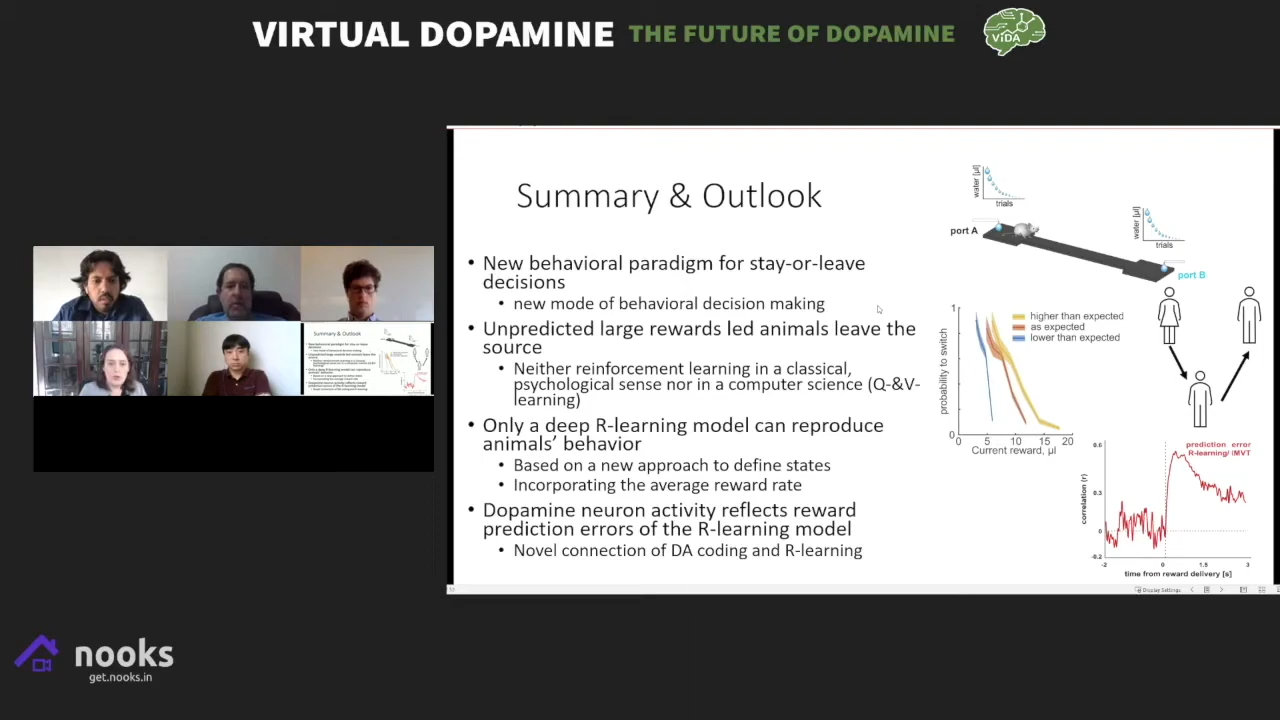 VIRTUAL DOPAMINE THE FUTURE OF DOPAMINE
ViDA
Summary & Outlook
• New behavioral paradigm for stay-or-leave
decisions
• new mode of behavioral decision making
• Unpredicted large rewards led animals leave the
source
• Neither reinforcement learning in a classical,
psychological sense nor in a computer science (Q-&V-
learning)
• Only a deep R-learning model can reproduce
animals' behavior
• Based on a new approach to define states
• Incorporating the average reward rate
• Dopamine neuron activity reflects reward
prediction errors of the R-learning model
• Novel connection of DA coding and R-learning
water [µl]
trials
port A
water [µl]
trials
port B
probability to switch
1
0
higher than expected
as expected
lower than expected
0 5 10 15 20
Current reward, µl
correlation (r)
0.6
0.3
0
-0.2
prediction error
R-learning/ IMVT
-2 0 1.5 3
time from reward delivery [s]
Display Settings
Summary & Outlook
nooks
get.nooks.in